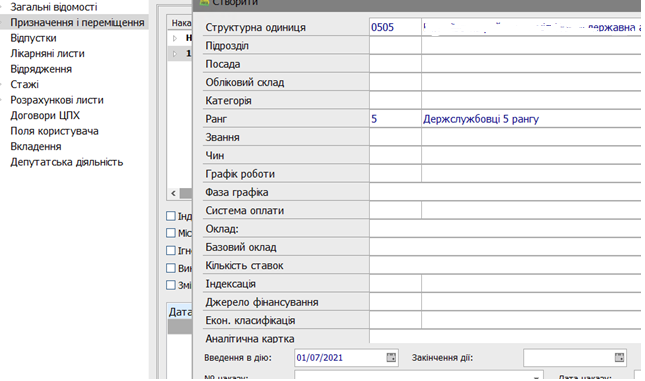 Створити
Загальні відомості
Призначення і переміщення
Відпустки
Лікарняні листи
Відрядження
Стажі
Розрахункові листи
Договори ЦПХ
Поля користувача
Вкладення
Депутатська діяльність
Нака
Н
1
Інд
Міс
Ігн
Вик
Змі
Дата
Структурна одиниця 0505 державна а
Підрозділ
Посада
Обліковий склад
Категорія
Ранг 5 Держслужбовці 5 рангу
Звання
Чин
Графік роботи
Фаза графіка
Система оплати
Оклад:
Базовий оклад
Кількість ставок
Індексація
Джерело фінансування
Екон. класифікація
Аналітична картка
Введення в дію: 01/07/2021 Закінчення дії:
№ наказу: Дата наказу: